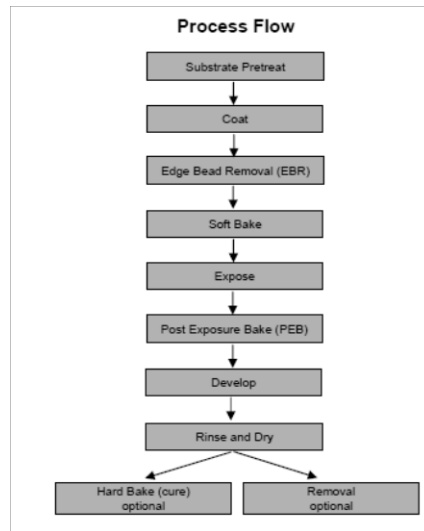 Process Flow
Substrate Pretreat
Coat
Edge Bead Removal (EBR)
Soft Bake
Expose
Post Exposure Bake (PEB)
Develop
Rinse and Dry
Hard Bake (cure)
optional
Removal
optional